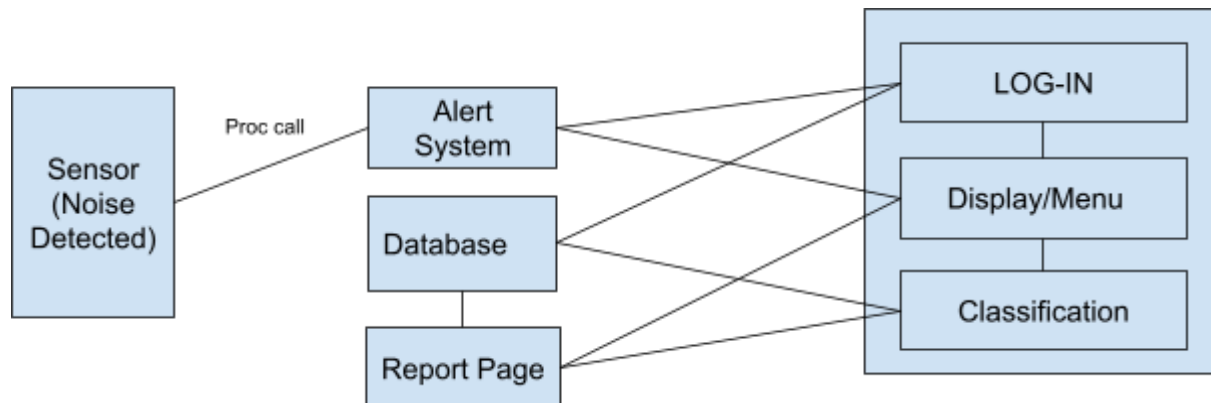 Sensor
(Noise
Detected)
Proc call
Alert
System
Database
Report Page
LOG-IN
Display/Menu
Classification